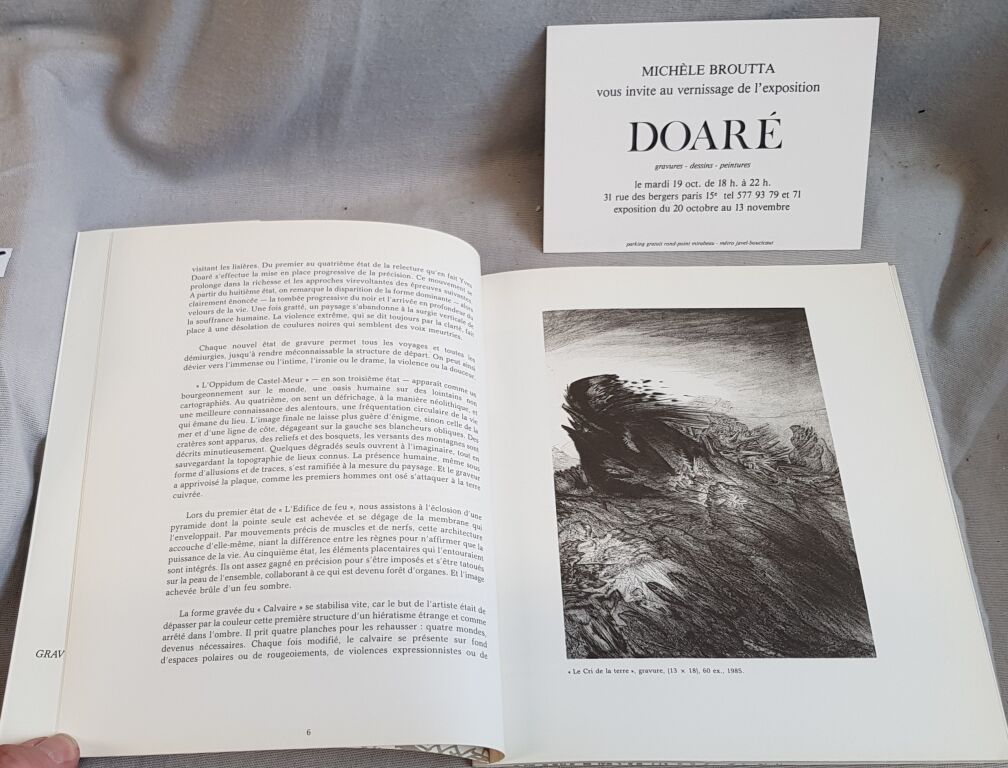 MICHÈLE BROUTTA
vous invite au vernissage de l'exposition
DOARÉ
gravures - dessins - peintures
le mardi 19 oct. de 18 h. à 22 h.
31 rue des bergers paris 15e tel 577 93 79 et 71
exposition du 20 octobre au 13 novembre
parking gratuit rond-point mirabeau - métro javel-boucicaut
visitant les lisières. Du premier au quatrième état de la relecture qu'en fait Yves
Doaré s'effectue la mise en place progressive de la précision. Ce mouvement se
prolonge dans la richesse et les approches virevoltantes des épreuves suivantes.
A partir du huitième état, on remarque la disparition de la forme dominante — alors
clairement énoncée — la tombée progressive du noir et l'arrivée en profondeur du
velours de la vie. Une fois gratté, un paysage s'abandonne à la surgie verticale de
la souffrance humaine. La violence extrême, qui se dit toujours par la clarté, fait
place à une désolation de coulures noires qui semblent des voix meurtries.
Chaque nouvel état de gravure permet tous les voyages et toutes les
démiurgies, jusqu'à rendre méconnaissable la structure de départ. On peut ainsi
dévier vers l'immense ou l'intime, l'ironie ou le drame, la violence ou la douceur.
« L'Oppidum de Castel-Meur » — en son troisième état — apparaît comme un
bourgeonnement sur le monde, une oasis humaine sur des lointains non
cartographiés. Au quatrième, on sent un défrichage, à la manière néolithique, et
une meilleure connaissance des alentours, une fréquentation circulaire de la vie
qui émane du lieu. L'image finale ne laisse plus guère d'énigme, sinon celle de la
mer et d'une ligne de côte, dégageant sur la gauche ses blancheurs obliques. Des
cratères sont apparus, des reliefs et des bosquets, les versants des montagnes sont
décrits minutieusement. Quelques dégradés seuls ouvrent à l'imaginaire, tout en
sauvegardant la topographie de lieux connus. La présence humaine, même sous
forme d'allusions et de traces, s'est ramifiée à la mesure du paysage. Et le graveur
a apprivoisé la plaque, comme les premiers hommes ont osé s'attaquer à la terre
cuivrée.
Lors du premier état de « L'Edifice de feu », nous assistons à l'éclosion d'une
pyramide dont la pointe seule est achevée et se dégage de la membrane qui
l'enveloppait. Par mouvements précis de muscles et de nerfs, cette architecture
accouche d'elle-même, niant la différence entre les règnes pour n'affirmer que la
puissance de la vie. Au cinquième état, les éléments placentaires qui l'entouraient
sont intégrés. Ils ont assez gagné en précision pour s'être imposés et s'être tatoués
sur la peau de l'ensemble, collaborant à ce qui est devenu forêt d'organes. Et l'image
achevée brûle d'un feu sombre.
La forme gravée du « Calvaire » se stabilisa vite, car le but de l'artiste était de
dépasser par la couleur cette première structure d'un hiératisme étrange et comme
arrêté dans l'ombre. Il prit quatre planches pour les rehausser : quatre mondes,
devenus nécessaires. Chaque fois modifié, le calvaire se présente sur fond
d'espaces polaires ou de rougeoiements, de violences expressionnistes ou de
6
GRAV
« Le Cri de la terre », gravure, (13 × 18), 60 ex., 1985.